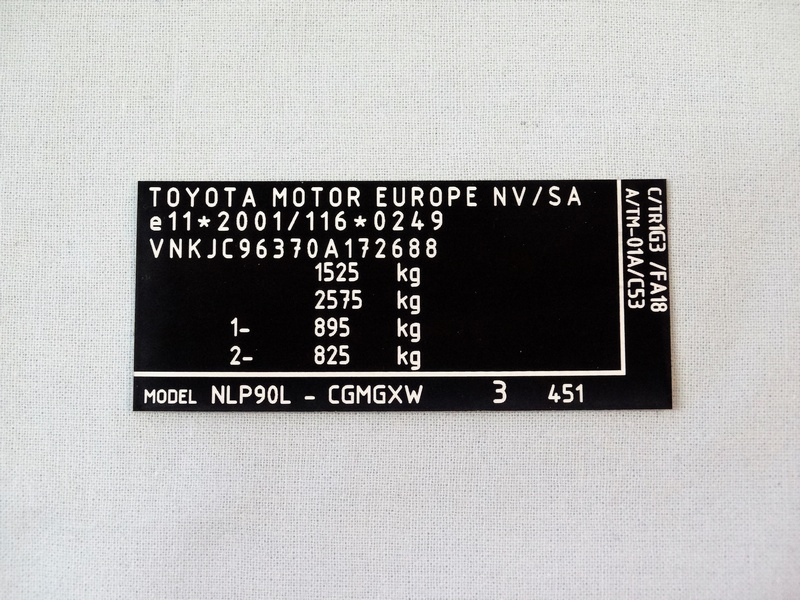 TOYOTA MOTOR EUROPE NV/SA
e11*2001/116*0249
VNKJC96370A172688
1525 kg
2575 kg
1- 895 kg
2- 825 kg
MODEL NLP90L - CGMGXW 3 451
C/TR1G3 /FA18
A/TM-01A/C53